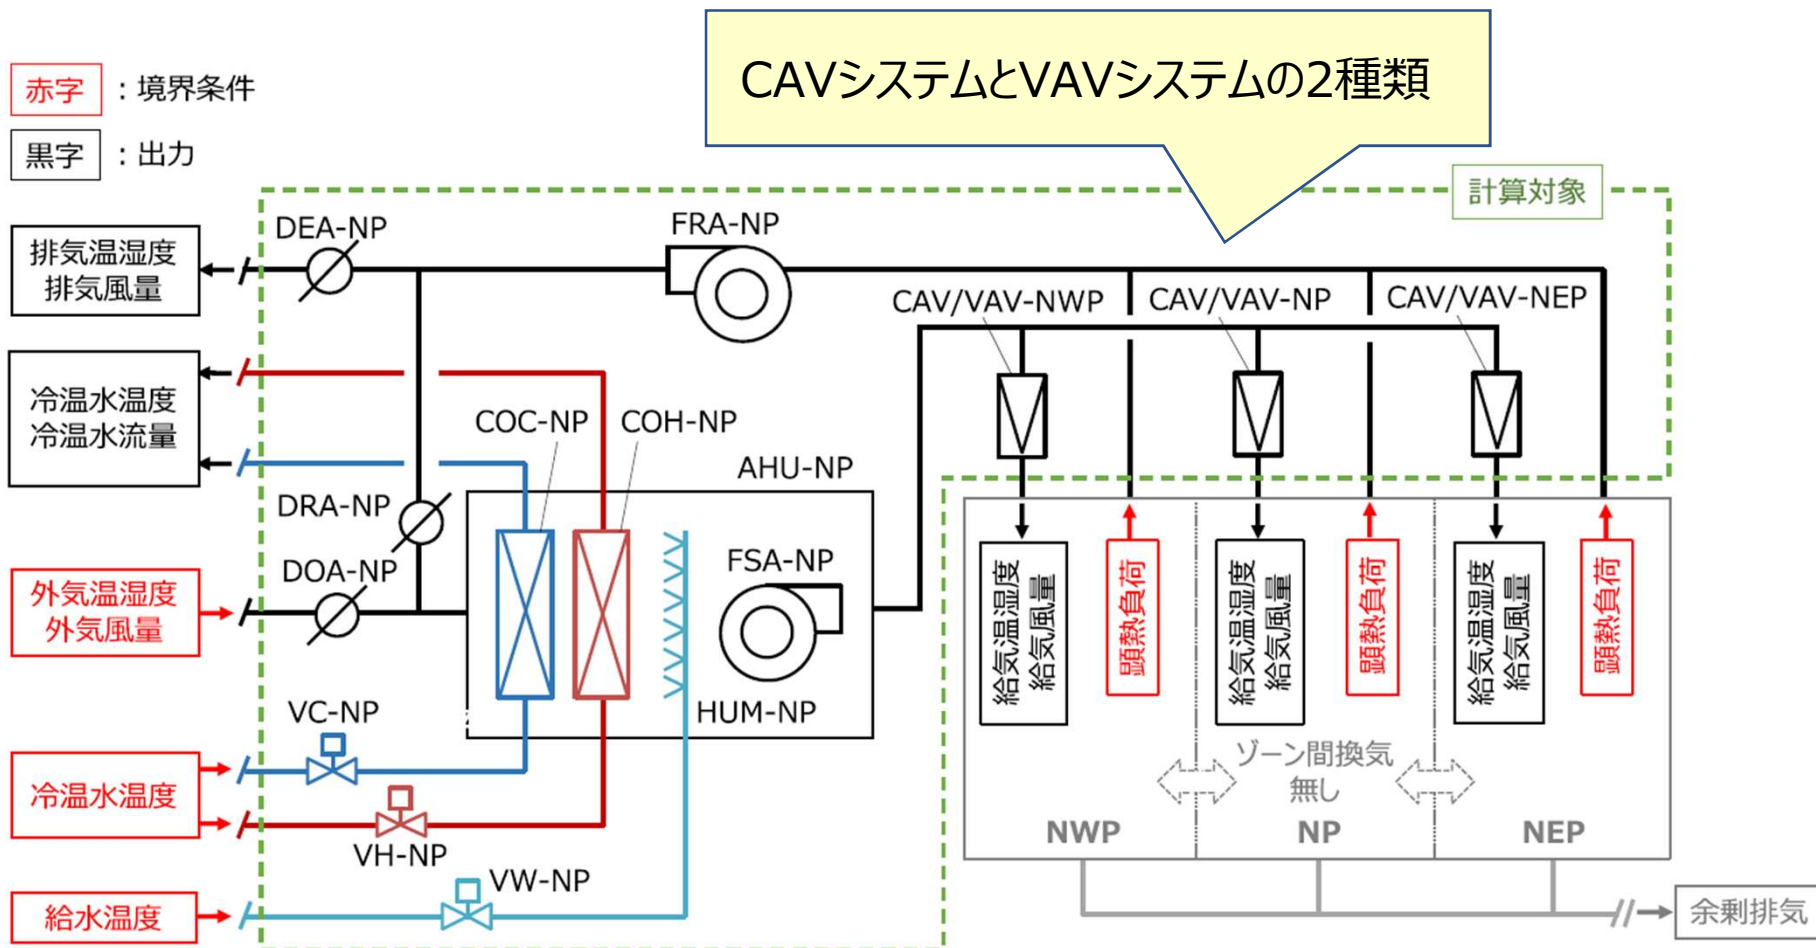 CAVシステムとVAVシステムの2種類
赤字
：境界条件
黒字
：出力
計算対象
排気温湿度
排気風量
DEA-NP
FRA-NP
CAV/VAV-NWP
CAV/VAV-NP
CAV/VAV-NEP
冷温水温度
冷温水流量
COC-NP
COH-NP
AHU-NP
DRA-NP
DOA-NP
FSA-NP
外気温湿度
外気風量
給気温湿度
給気風量
顕熱負荷
給気温湿度
給気風量
顕熱負荷
給気温湿度
給気風量
顕熱負荷
VC-NP
HUM-NP
冷温水温度
VH-NP
ゾーン間換気
無し
NWP
NP
NEP
VW-NP
給水温度
余剰排気